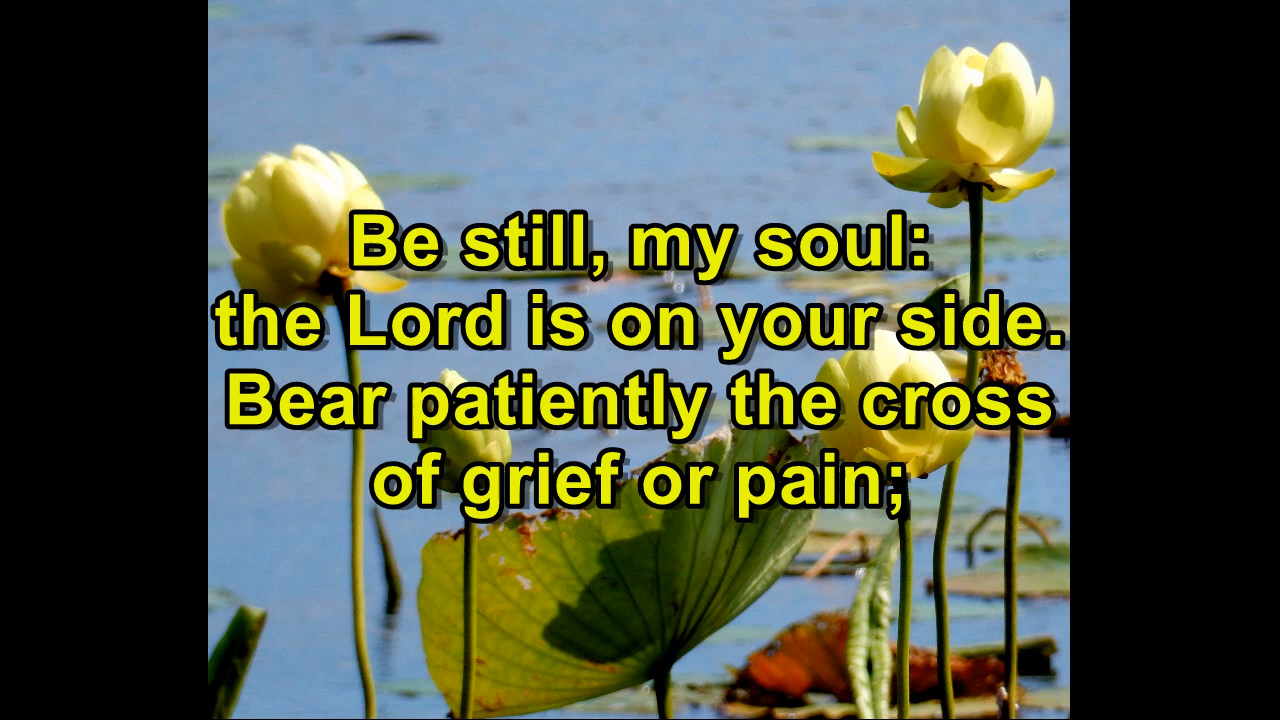 Be still, my soul:
the Lord is on your side.
Bear patiently the cross
of grief or pain;